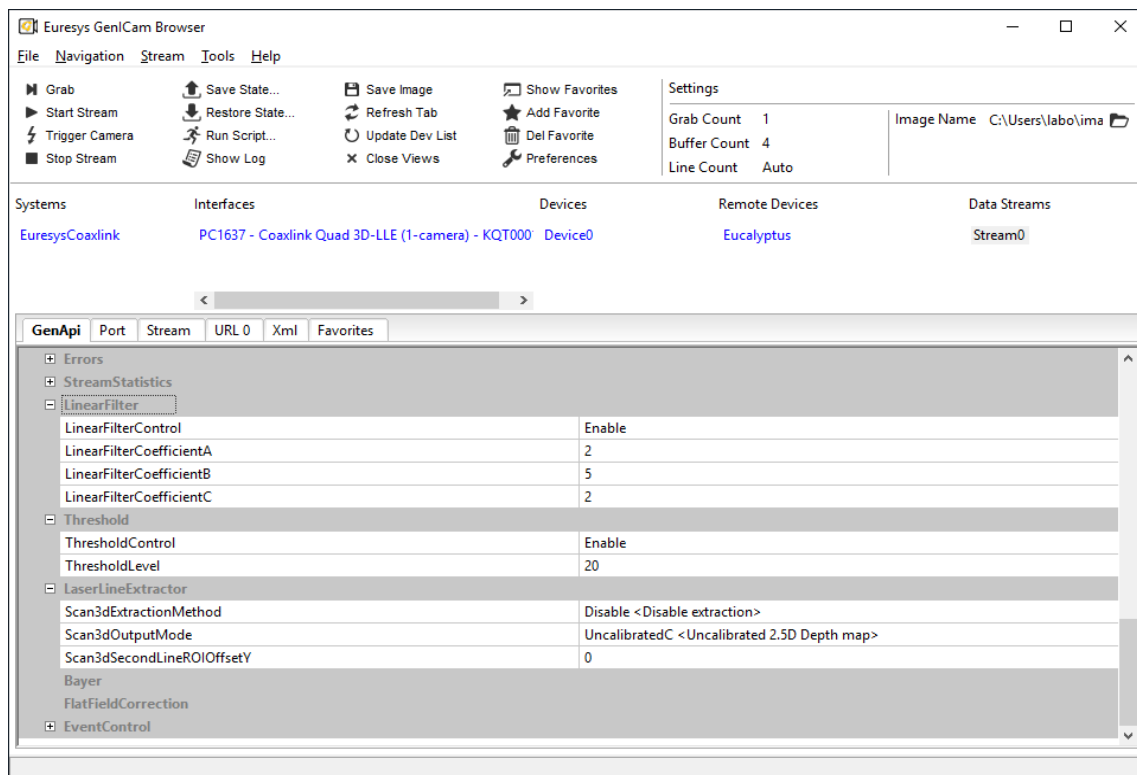 Euresys GenICam Browser
File Navigation Stream Tools Help
Grab Save State... Save Image Show Favorites Settings
Start Stream Restore State... Refresh Tab Add Favorite Grab Count 1 Image Name C:\Users\labo\ima
Trigger Camera Run Script... Update Dev List Del Favorite Buffer Count 4
Stop Stream Show Log Close Views Preferences Line Count Auto
Systems Interfaces Devices Remote Devices Data Streams
EuresysCoaxlink PC1637 - Coaxlink Quad 3D-LLE (1-camera) - KQT000 Device0 Eucalyptus Stream0
GenApi Port Stream URL 0 Xml Favorites
Errors
StreamStatistics
LinearFilter
LinearFilterControl Enable
LinearFilterCoefficientA 2
LinearFilterCoefficientB 5
LinearFilterCoefficientC 2
Threshold
ThresholdControl Enable
ThresholdLevel 20
LaserLineExtractor
Scan3dExtractionMethod Disable <Disable extraction>
Scan3dOutputMode UncalibratedC <Uncalibrated 2.5D Depth map>
Scan3dSecondLineROIOffsetY 0
Bayer
FlatFieldCorrection
EventControl